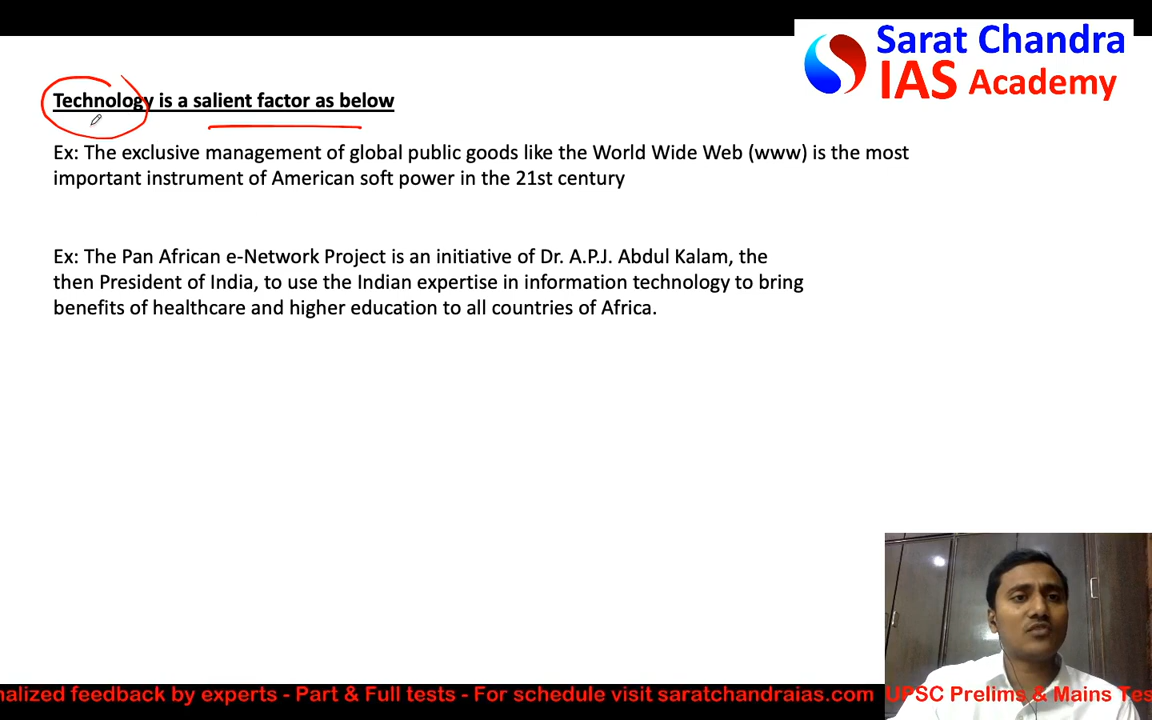 Sarat Chandra
IAS Academy
Technology is a salient factor as below
Ex: The exclusive management of global public goods like the World Wide Web (www) is the most
important instrument of American soft power in the 21st century
Ex: The Pan African e-Network Project is an initiative of Dr. A.P.J. Abdul Kalam, the
then President of India, to use the Indian expertise in information technology to bring
benefits of healthcare and higher education to all countries of Africa.
nalized feedback by experts - Part & Full tests - For schedule visit saratchandraias.com UPSC Prelims & Mains Tes